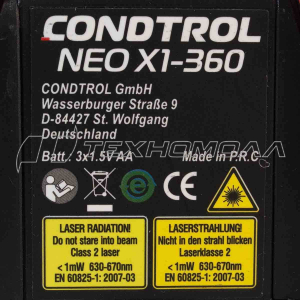 CONDTROL
NEO X1-360
CONDTROL GmbH
Wasserburger Straße 9
D-84427 St. Wolfgang
Deutschland
ТЕХНОМОЛЛ
Batt.: 3x1.5V AA Made in P.R.C
LASER RADIATION!
Do not stare into beam
Class 2 laser
< 1mW 630-670nm
EN 60825-1: 2007-03
LASERSTRAHLUNG!
Nicht in den strahl blicken
Laserklasse 2
< 1mW 630-670nm
EN 60825-1: 2007-03